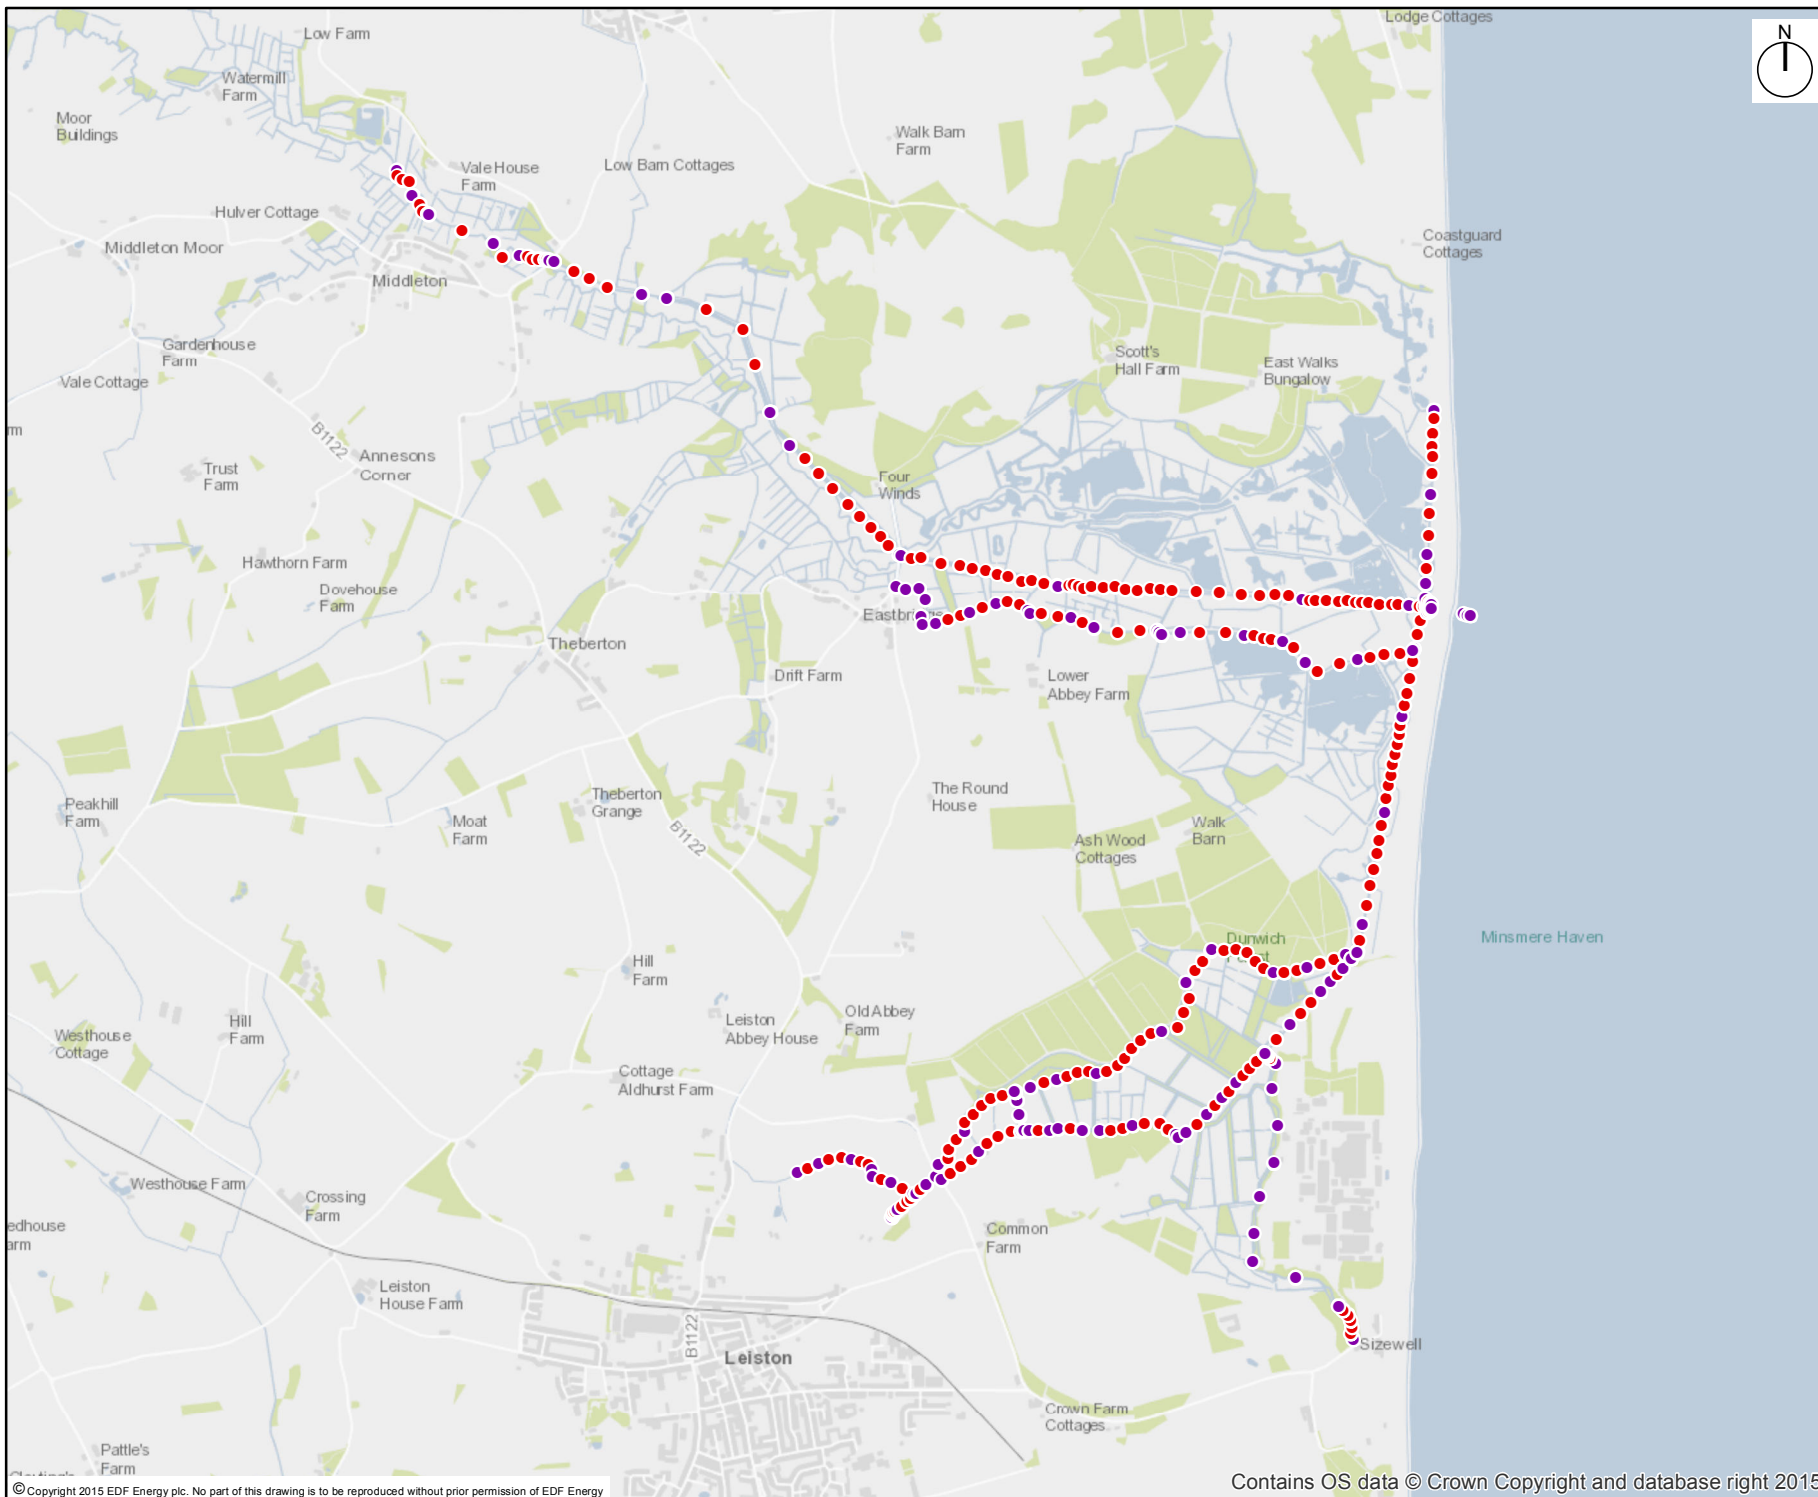 Lodge Cottages
N
Low Farm
Watermill
Farm
Moor
Buildings
Walk Barn
Farm
Vale House
Farm
Low Barn Cottages
Hulver Cottage
Middleton Moor
Coastguard
Cottages
Middleton
Gardenhouse
Farm
Vale Cottage
Scott's
Hall Farm
East Walks
Bungalow
B1122
Annesons
Corner
Trust
Farm
Four
Winds
Hawthorn Farm
Dovehouse
Farm
Theberton
Drift Farm
Lower
Abbey Farm
Peakhill
Farm
Moat
Farm
Theberton
Grange
B1122
The Round
House
Walk
Barn
Ash Wood
Cottages
Dunwich
Minsmere Haven
Hill
Farm
Hill
Farm
Westhouse
Cottage
Leiston
Abbey House
Old Abbey
Farm
Cottage
Aldhurst Farm
Westhouse Farm
Crossing
Farm
Common
Farm
Leiston
House Farm
B1122
Leiston
Sizewell
Crown Farm
Cottages
Pattle's
Farm
© Copyright 2015 EDF Energy plc. No part of this drawing is to be reproduced without prior permission of EDF Energy
Contains OS data © Crown Copyright and database right 2015